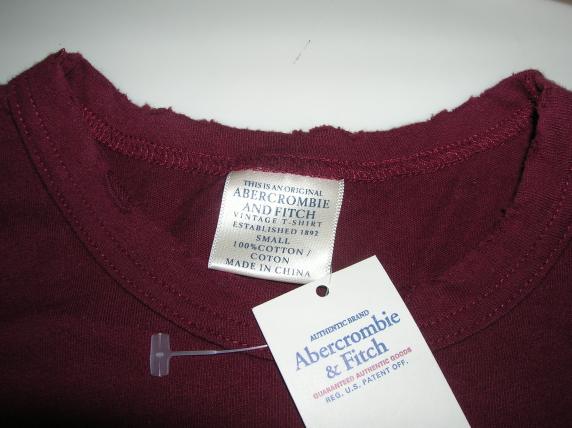 THIS IS AN ORIGINAL
ABERCROMBIE
AND FITCH
VINTAGE T-SHIRT
ESTABLISHED 1892
SMALL
100% COTTON /
COTON
MADE IN CHINA
AUTHENTIC BRAND
Abercrombie
& Fitch
GUARANTEED AUTHENTIC GOODS
REG. U.S. PATENT OFF.